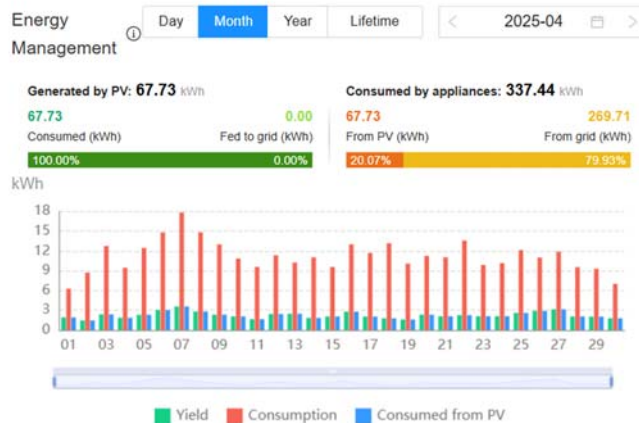 Energy Management
Day Month Year Lifetime
2025-04
Generated by PV: 67.73 kWh
Consumed by appliances: 337.44 kWh
67.73 0.00
67.73 269.71
Consumed (kWh) Fed to grid (kWh)
From PV (kWh) From grid (kWh)
100.00% 0.00%
20.07% 79.93%
kWh
18
15
12
9
6
3
0
01 03 05 07 09 11 13 15 17 19 21 23 25 27 29
Yield Consumption Consumed from PV